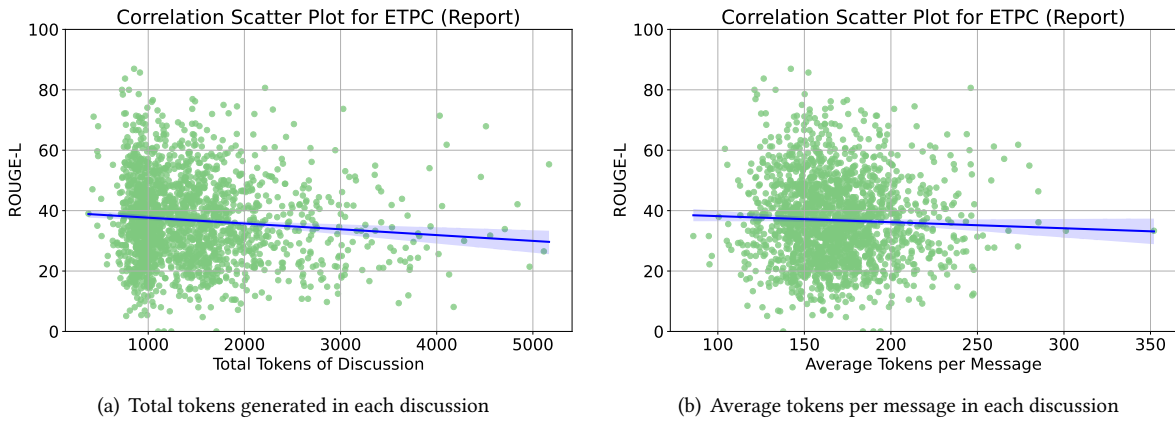 Correlation Scatter Plot for ETPC (Report)
100
80
60
40
20
0
ROUGE-L
1000 2000 3000 4000 5000
Total Tokens of Discussion
(a) Total tokens generated in each discussion
Correlation Scatter Plot for ETPC (Report)
100
80
60
40
20
0
ROUGE-L
100 150 200 250 300 350
Average Tokens per Message
(b) Average tokens per message in each discussion